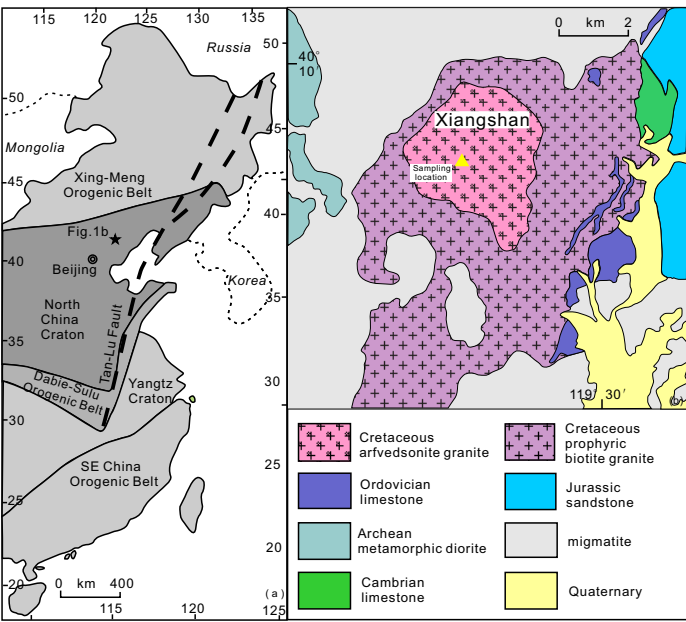 115 120 125 130 135
Russia
50
50
Mongolia
45
Xing-Meng
Orogenic Belt
45
Fig.1b
40
40
Beijing
Korea
North
China
Craton
Tan-Lu Fault
35
35
Dabie-Sulu
Orogenic Belt
Yangtz
Craton
30
30
SE China
Orogenic Belt
25
25
20
20
0 km 400
(a)
115 120 125
0 km 2
40°
10′
Xiangshan
Sampling
location
119° 30′
(b)
Cretaceous
arfvedsonite granite
Cretaceous
prophyric
biotite granite
Ordovician
limestone
Jurassic
sandstone
Archean
metamorphic diorite
migmatite
Cambrian
limestone
Quaternary